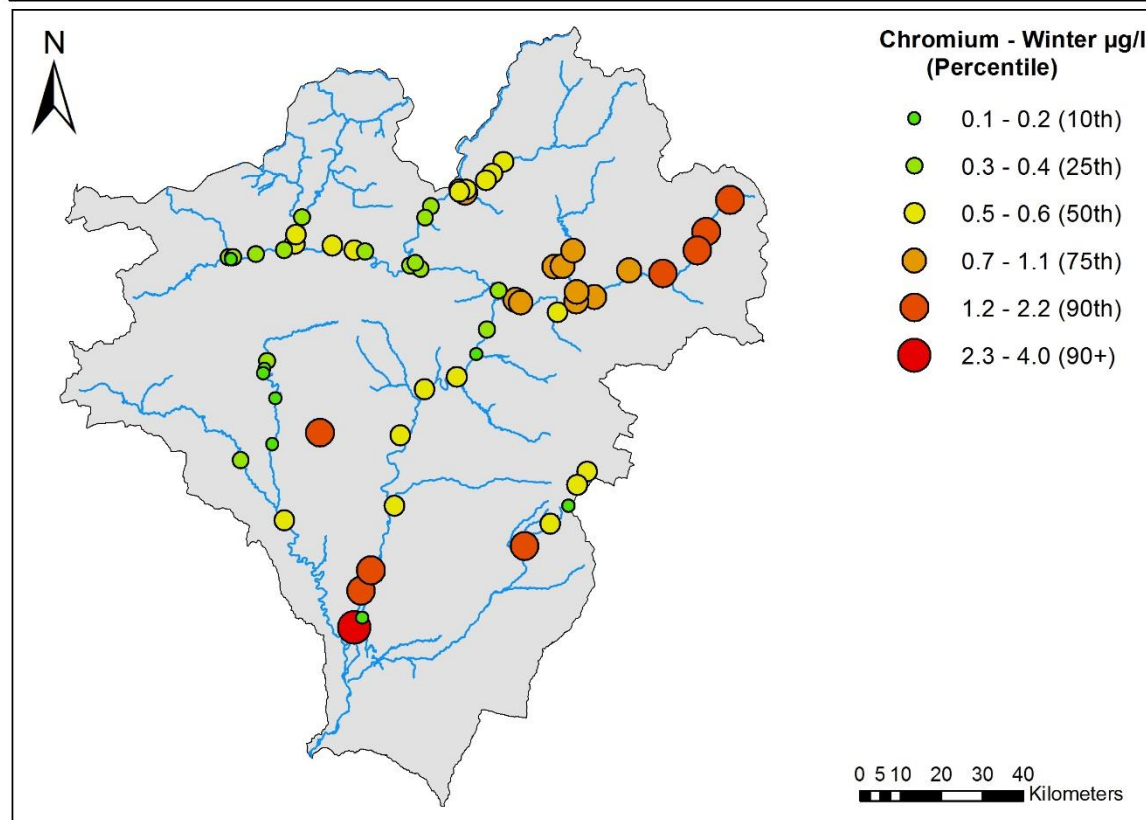 N
Chromium - Winter µg/l
(Percentile)
0.1 - 0.2 (10th)
0.3 - 0.4 (25th)
0.5 - 0.6 (50th)
0.7 - 1.1 (75th)
1.2 - 2.2 (90th)
2.3 - 4.0 (90+)
0 5 10 20 30 40
Kilometers